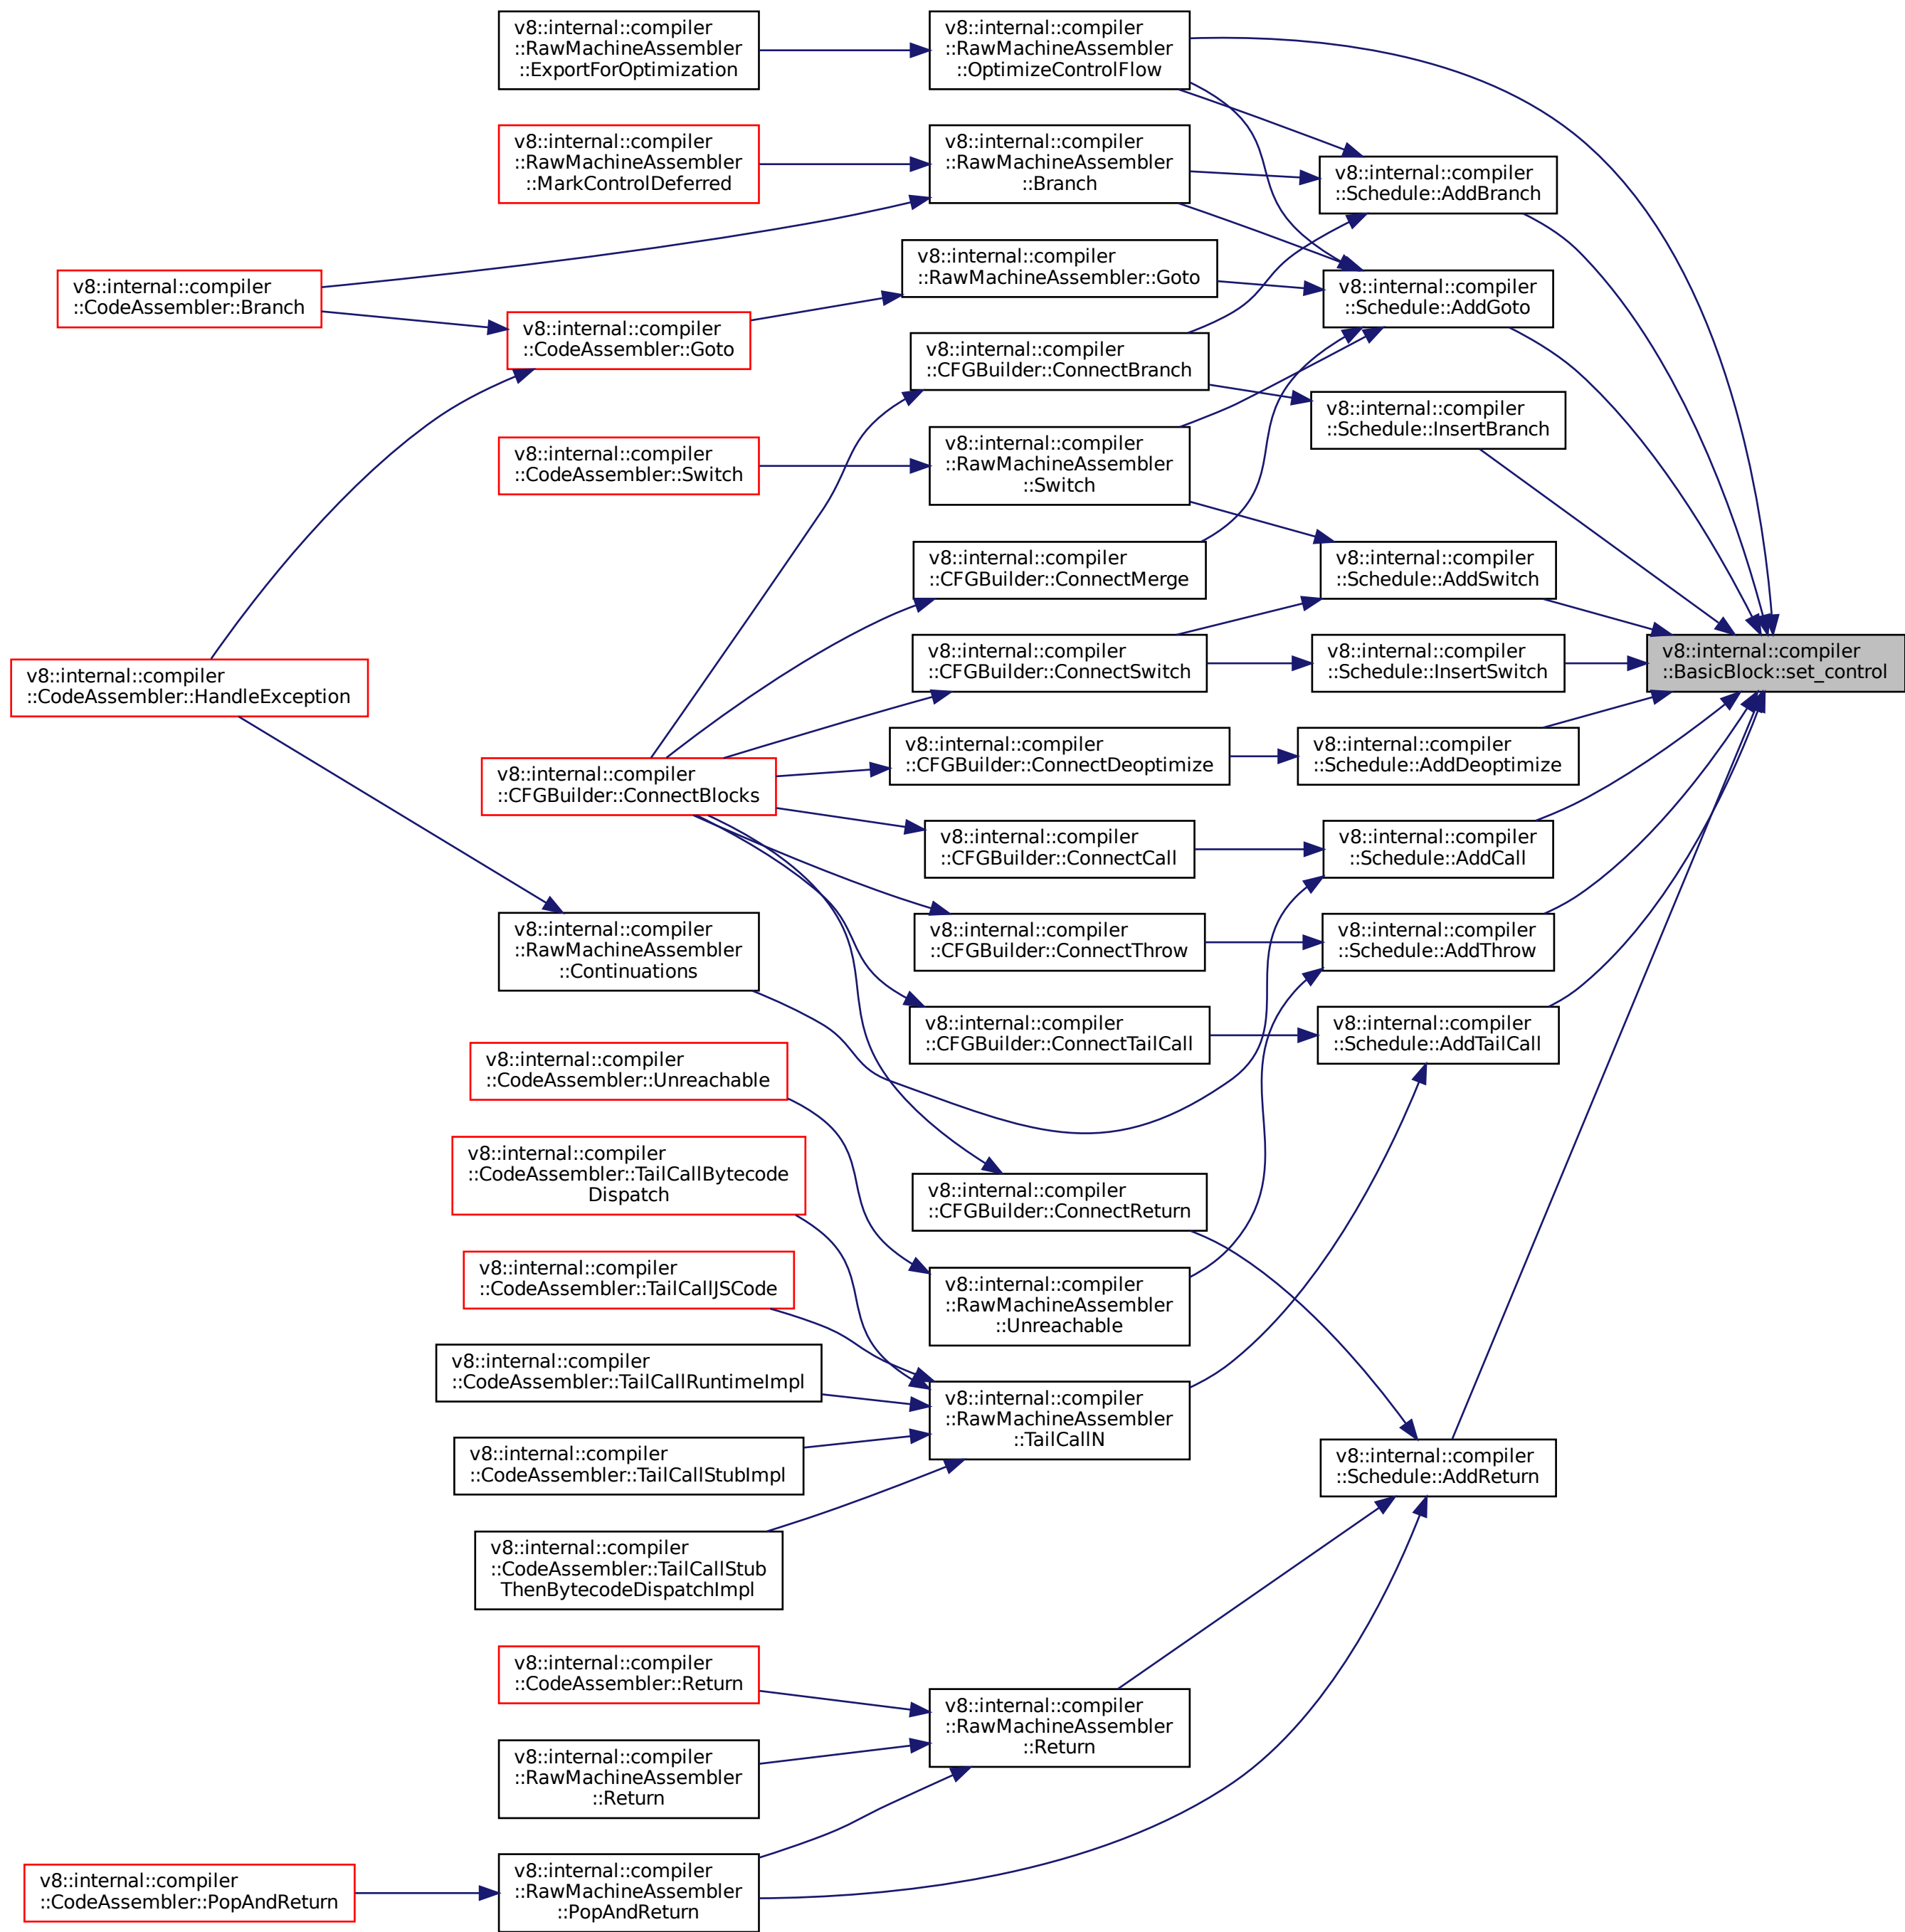 v8::internal::compiler
::RawMachineAssembler
::ExportForOptimization
v8::internal::compiler
::RawMachineAssembler
::OptimizeControlFlow
v8::internal::compiler
::RawMachineAssembler
::MarkControlDeferred
v8::internal::compiler
::RawMachineAssembler
::Branch
v8::internal::compiler
::Schedule::AddBranch
v8::internal::compiler
::RawMachineAssembler::Goto
v8::internal::compiler
::Schedule::AddGoto
v8::internal::compiler
::CodeAssembler::Branch
v8::internal::compiler
::CodeAssembler::Goto
v8::internal::compiler
::CFGBuilder::ConnectBranch
v8::internal::compiler
::Schedule::InsertBranch
v8::internal::compiler
::CodeAssembler::Switch
v8::internal::compiler
::RawMachineAssembler
::Switch
v8::internal::compiler
::CFGBuilder::ConnectMerge
v8::internal::compiler
::Schedule::AddSwitch
v8::internal::compiler
::CodeAssembler::HandleException
v8::internal::compiler
::CFGBuilder::ConnectSwitch
v8::internal::compiler
::Schedule::InsertSwitch
v8::internal::compiler
::BasicBlock::set_control
v8::internal::compiler
::CFGBuilder::ConnectBlocks
v8::internal::compiler
::CFGBuilder::ConnectDeoptimize
v8::internal::compiler
::Schedule::AddDeoptimize
v8::internal::compiler
::CFGBuilder::ConnectCall
v8::internal::compiler
::Schedule::AddCall
v8::internal::compiler
::RawMachineAssembler
::Continuations
v8::internal::compiler
::CFGBuilder::ConnectThrow
v8::internal::compiler
::Schedule::AddThrow
v8::internal::compiler
::CFGBuilder::ConnectTailCall
v8::internal::compiler
::Schedule::AddTailCall
v8::internal::compiler
::CodeAssembler::Unreachable
v8::internal::compiler
::CodeAssembler::TailCallBytecode
Dispatch
v8::internal::compiler
::CFGBuilder::ConnectReturn
v8::internal::compiler
::CodeAssembler::TailCallJSCode
v8::internal::compiler
::RawMachineAssembler
::Unreachable
v8::internal::compiler
::CodeAssembler::TailCallRuntimeImpl
v8::internal::compiler
::RawMachineAssembler
::TailCallN
v8::internal::compiler
::CodeAssembler::TailCallStubImpl
v8::internal::compiler
::Schedule::AddReturn
v8::internal::compiler
::CodeAssembler::TailCallStub
ThenBytecodeDispatchImpl
v8::internal::compiler
::CodeAssembler::Return
v8::internal::compiler
::RawMachineAssembler
::Return
v8::internal::compiler
::RawMachineAssembler
::Return
v8::internal::compiler
::CodeAssembler::PopAndReturn
v8::internal::compiler
::RawMachineAssembler
::PopAndReturn